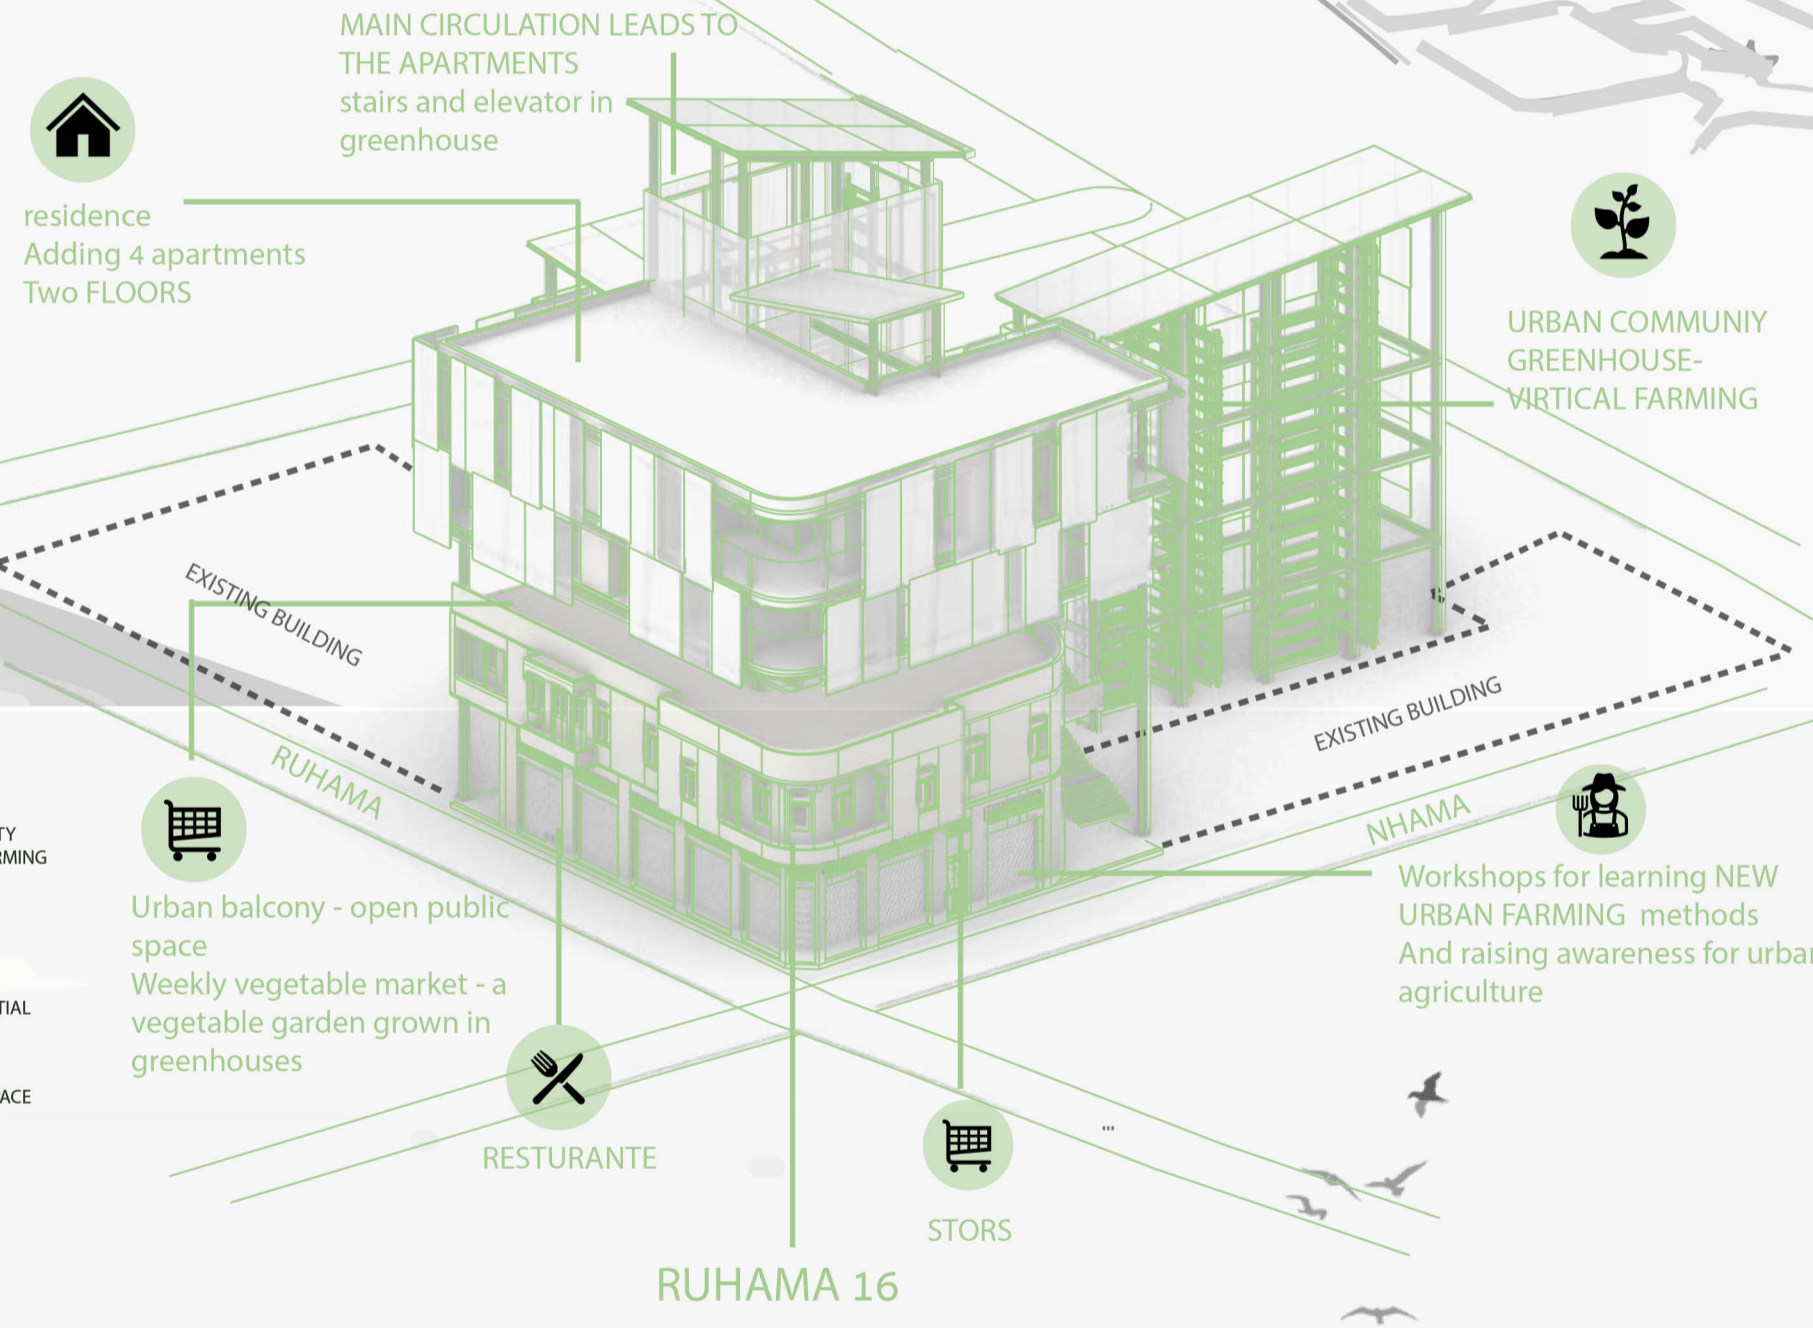 MAIN CIRCULATION LEADS TO
THE APARTMENTS
stairs and elevator in
greenhouse
residence
Adding 4 apartments
Two FLOORS
URBAN COMMUNIY
GREENHOUSE-
VIRTICAL FARMING
EXISTING BUILDING
EXISTING BUILDING
RUHAMA
NHAMA
Urban balcony - open public
space
Weekly vegetable market - a
vegetable garden grown in
greenhouses
Workshops for learning NEW
URBAN FARMING methods
And raising awareness for urban
agriculture
RESTURANTE
STORS
...
RUHAMA 16